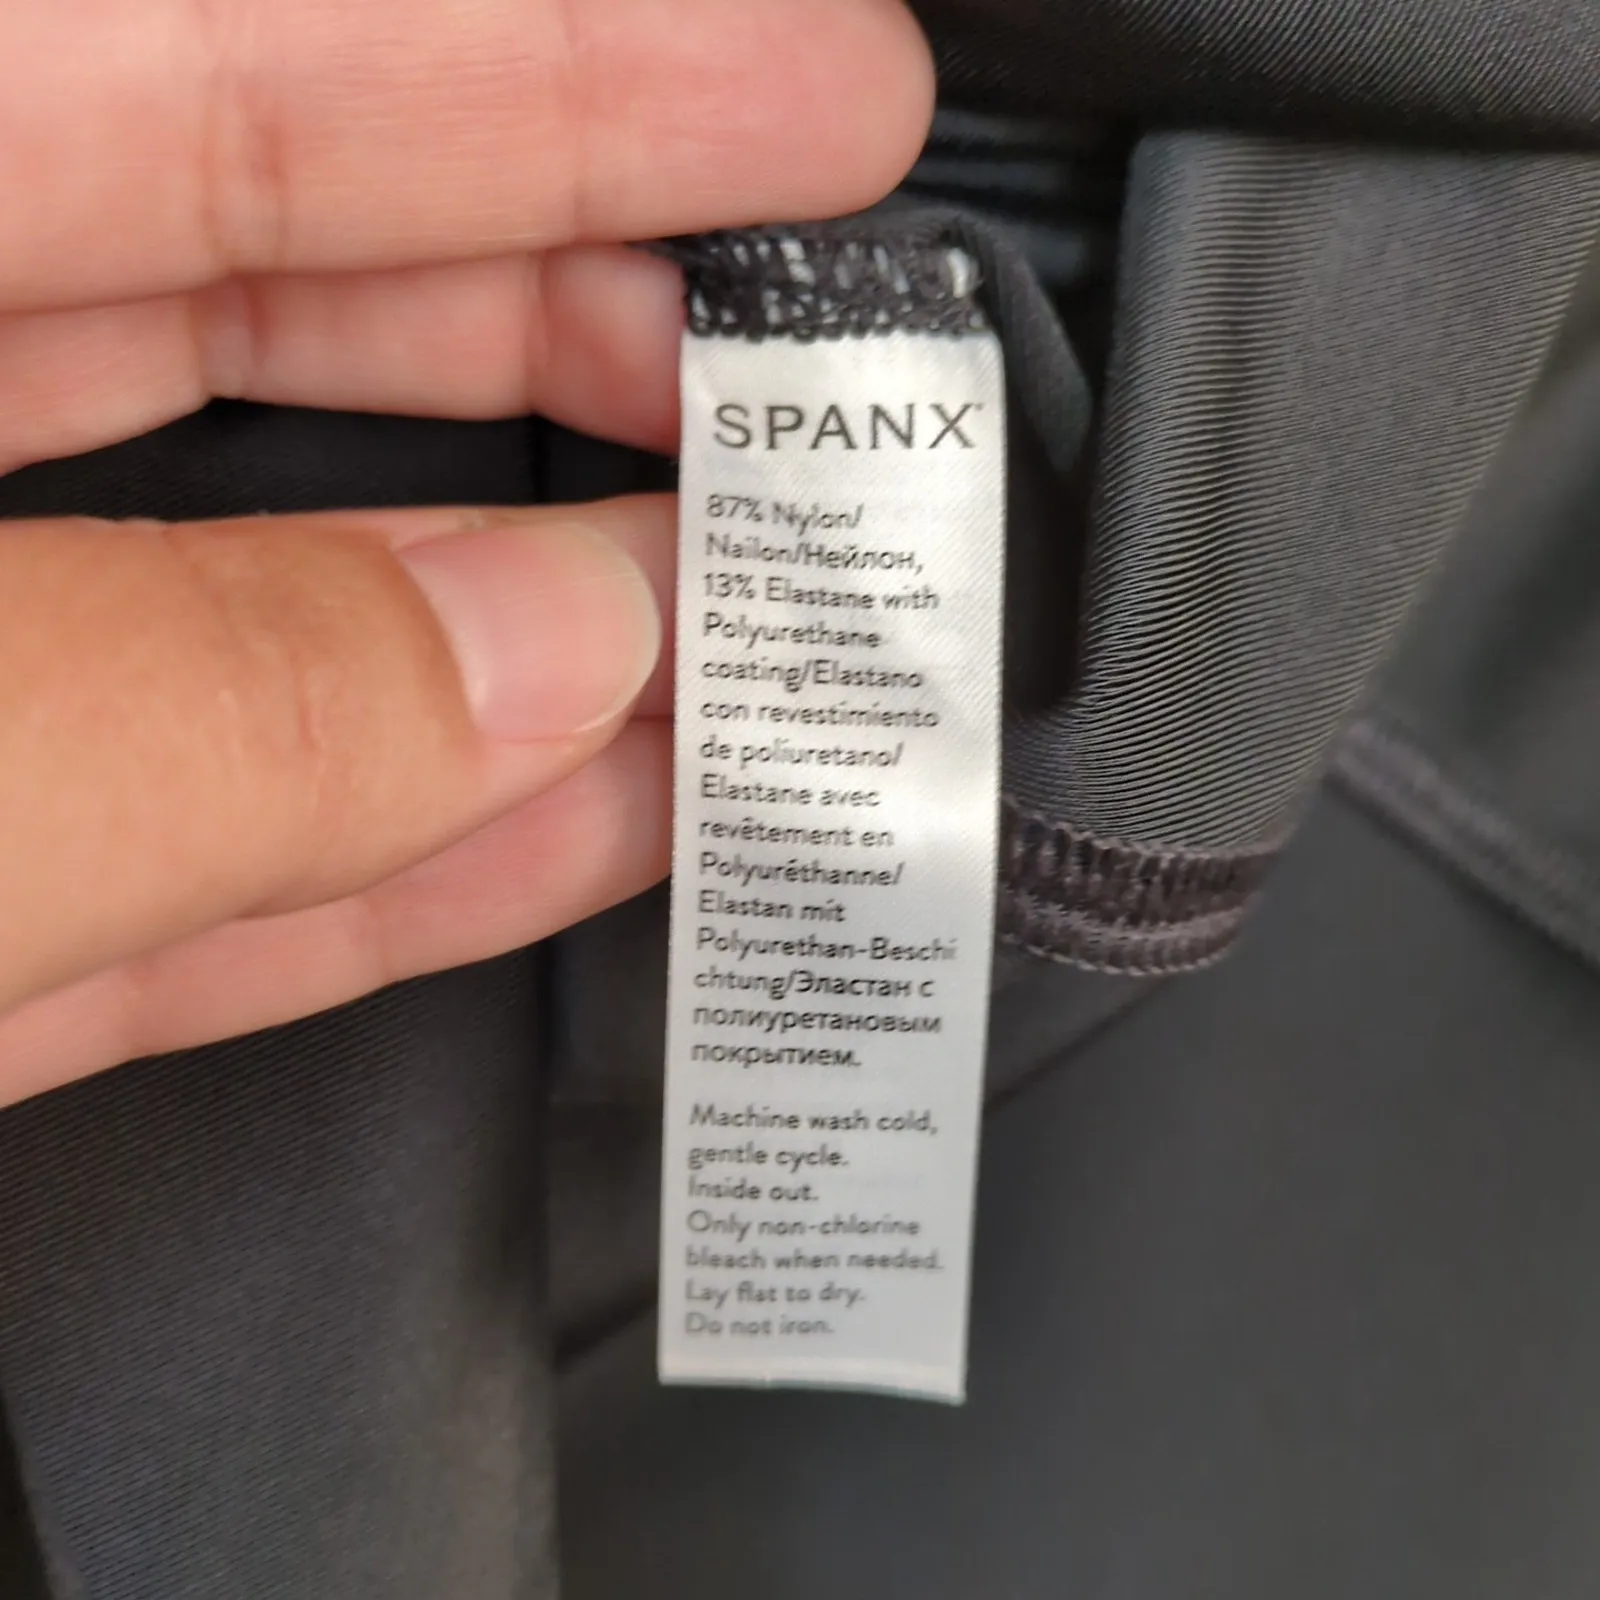 SPANX
87% Nylon/
Nailon/Нейлон,
13% Elastane with
Polyurethane
coating/Elastano
con revestimiento
de poliuretano/
Elastane avec
revêtement en
Polyuréthanne/
Elastan mit
Polyurethan-Beschi
chtung/Эластан с
полиуретановым
покрытием.
Machine wash cold,
gentle cycle.
Inside out.
Only non-chlorine
bleach when needed.
Lay flat to dry.
Do not iron.